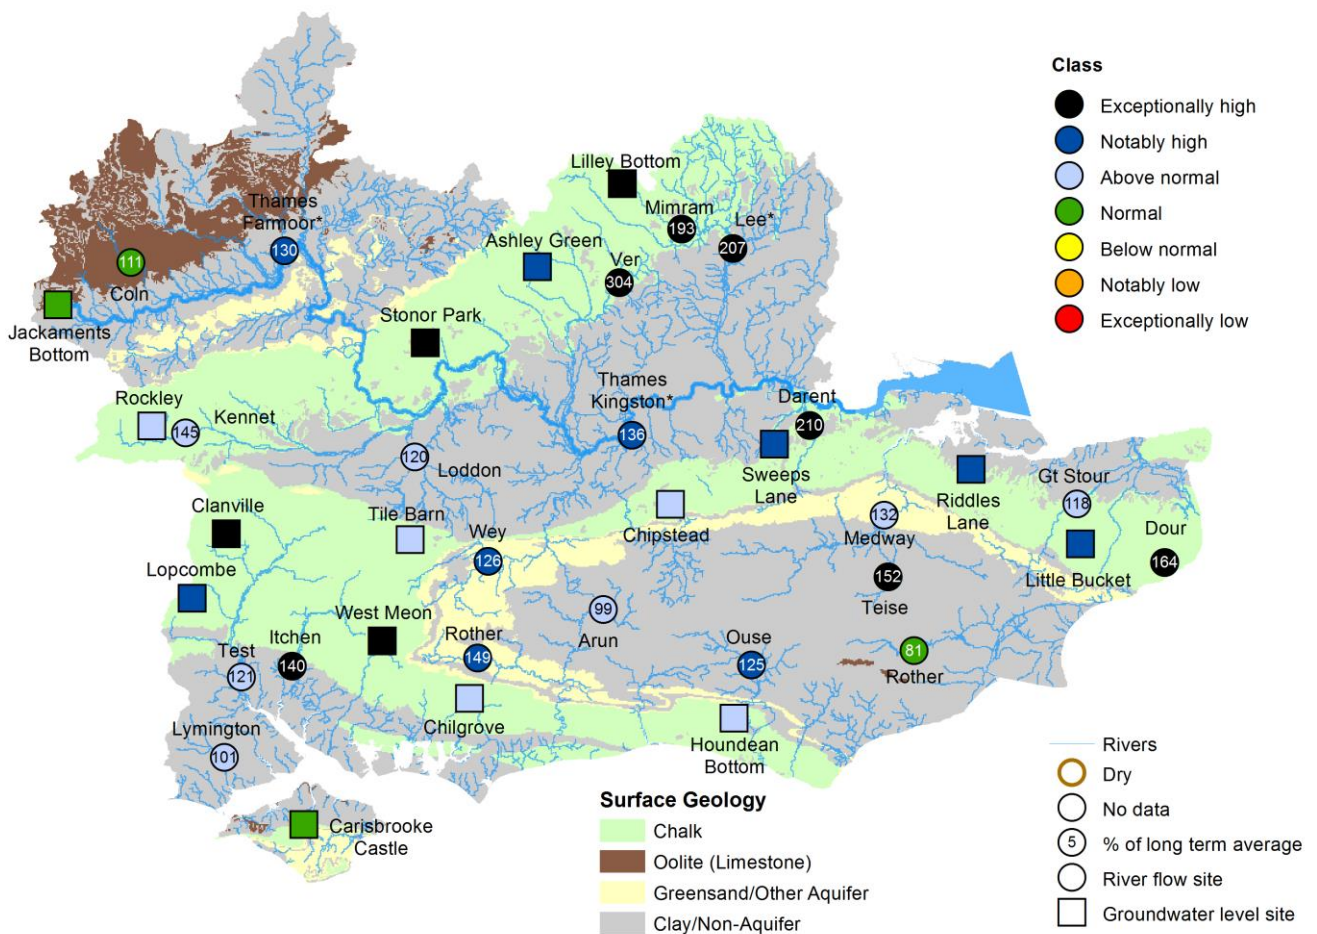 Class
Exceptionally high
Notably high
Above normal
Normal
Below normal
Notably low
Exceptionally low
Lilley Bottom
Mimram
193
Lee*
207
Thames
Farmoor*
130
Ashley Green
Ver
304
111
Coln
Jackaments
Bottom
Stonor Park
Rockley
Kennet
145
Thames
Kingston*
136
Darent
210
120
Loddon
Sweeps
Lane
Riddles
Lane
Gt Stour
118
Clanville
Tile Barn
Wey
126
Chipstead
132
Medway
Dour
164
Little Bucket
152
Teise
Lopcombe
West Meon
99
Arun
Itchen
140
Test
121
Rother
149
Ouse
125
81
Rother
Chilgrove
Houndean
Bottom
Lymington
101
Carisbrooke
Castle
Surface Geology
Chalk
Oolite (Limestone)
Greensand/Other Aquifer
Clay/Non-Aquifer
Rivers
Dry
No data
5 % of long term average
River flow site
Groundwater level site